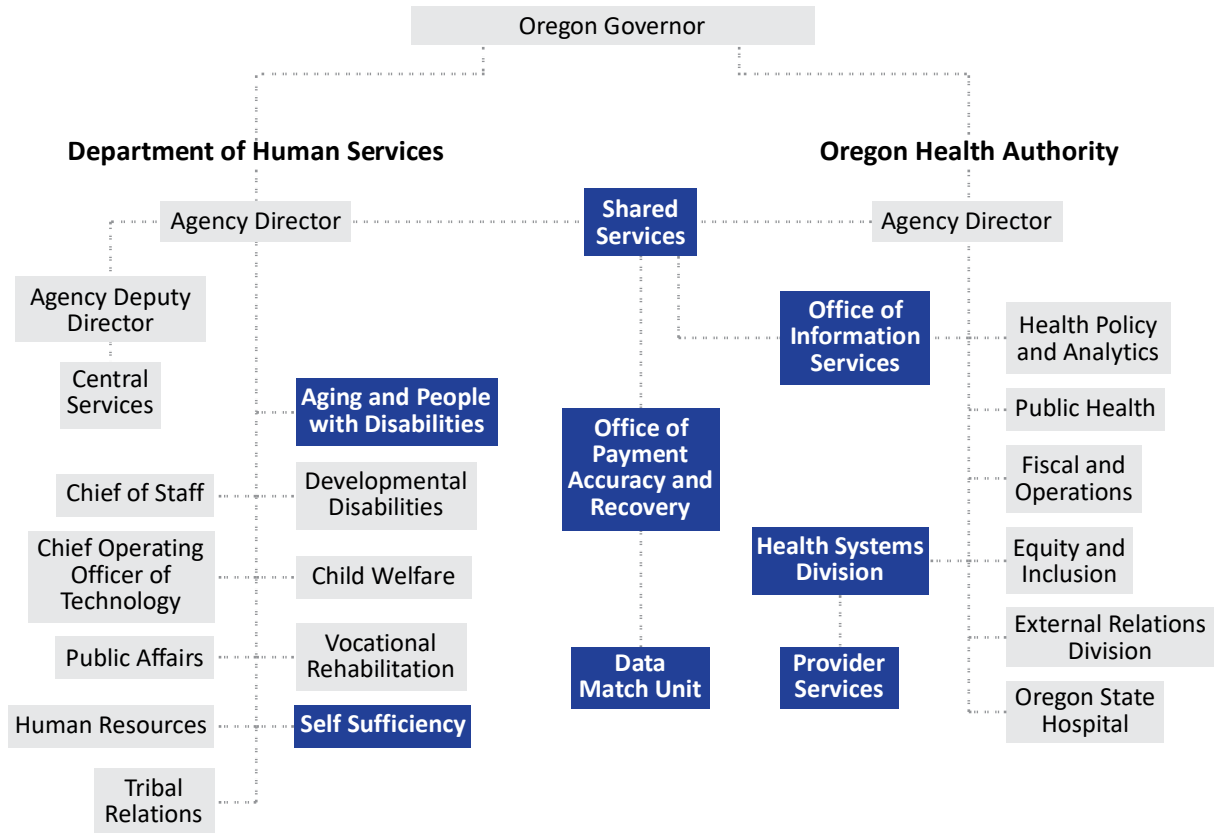 Oregon Governor
Department of Human Services
Oregon Health Authority
Agency Director
Shared
Services
Agency Director
Agency Deputy
Director
Central
Services
Aging and People
with Disabilities
Chief of Staff
Developmental
Disabilities
Chief Operating
Officer of
Technology
Child Welfare
Public Affairs
Vocational
Rehabilitation
Human Resources
Self Sufficiency
Tribal
Relations
Office of
Payment
Accuracy and
Recovery
Data
Match Unit
Office of
Information
Services
Health Systems
Division
Provider
Services
Health Policy
and Analytics
Public Health
Fiscal and
Operations
Equity and
Inclusion
External Relations
Division
Oregon State
Hospital